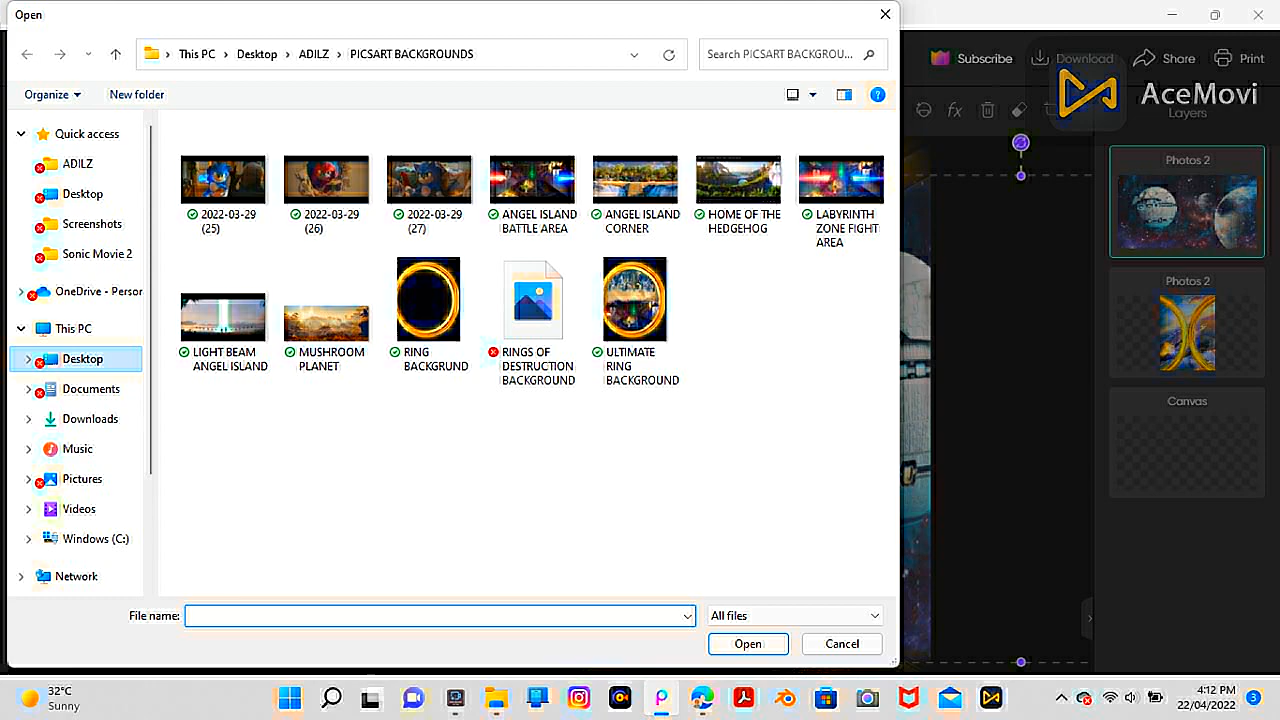 Open
This PC
Desktop
ADILZ
PICSART BACKGROUNDS
Search PICSART BACKGROU...
Subscribe
Download
Share
Print
AceMovi
Organize
New folder
fx
Layers
Quick access
ADILZ
Desktop
Screenshots
Sonic Movie 2
OneDrive - Persor
This PC
Desktop
Documents
Downloads
Music
Pictures
Videos
Windows (C:)
Network
2022-03-29
(25)
2022-03-29
(26)
2022-03-29
(27)
ANGEL ISLAND
BATTLE AREA
ANGEL ISLAND
CORNER
HOME OF THE
HEDGEHOG
LABYRINTH
ZONE FIGHT
AREA
LIGHT BEAM
ANGEL ISLAND
MUSHROOM
PLANET
RING
BACKGRUND
RINGS OF
DESTRUCTION
BACKGROUND
ULTIMATE
RING
BACKGROUND
Photos 2
Photos 2
Canvas
File name:
All files
Open
Cancel
32°C
Sunny
4:12 PM
22/04/2022
3